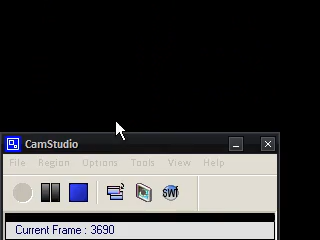 CamStudio
File Region Options Tools View Help
SWF
Current Frame : 3690